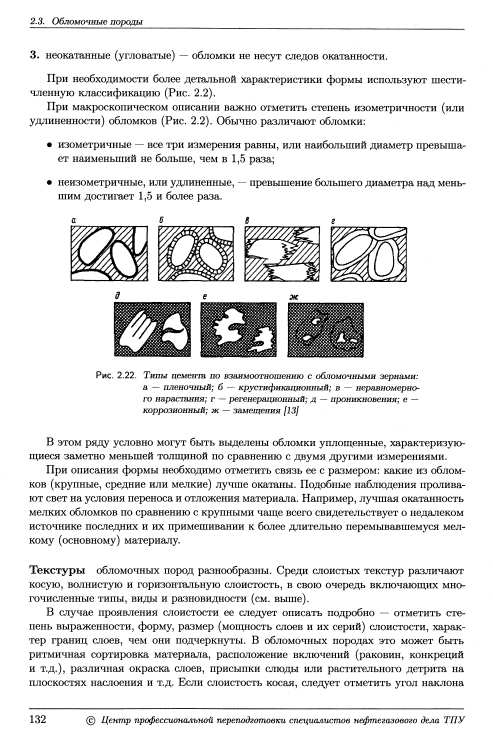 2.3. Обломочные породы
3. неокатанные (угловатые) — обломки не несут следов окатанности.
При необходимости более детальной характеристики формы используют шести-
членную классификацию (Рис. 2.2).
При макроскопическом описании важно отметить степень изометричности (или
удлиненности) обломков (Рис. 2.2). Обычно различают обломки:
• изометричные — все три измерения равны, или наибольший диаметр превыша-
ет наименьший не больше, чем в 1,5 раза;
• неизометричные, или удлиненные, — превышение большего диаметра над мень-
шим достигает 1,5 и более раза.
а б в г
д е ж
Рис. 2.22. Типы цемента по взаимоотношению с обломочными зернами:
а — пленочный; б — крустификационный; в — неравномерно-
го нарастания; г — регенерационный; д — проникновения; е —
коррозионный; ж — замещения [13]
В этом ряду условно могут быть выделены обломки уплощенные, характеризую-
щиеся заметно меньшей толщиной по сравнению с двумя другими измерениями.
При описания формы необходимо отметить связь ее с размером: какие из облом-
ков (крупные, средние или мелкие) лучше окатаны. Подобные наблюдения пролива-
ют свет на условия переноса и отложения материала. Например, лучшая окатанность
мелких обломков по сравнению с крупными чаще всего свидетельствует о недалеком
источнике последних и их примешивании к более длительно перемывавшемуся мел-
кому (основному) материалу.
Текстуры обломочных пород разнообразны. Среди слоистых текстур различают
косую, волнистую и горизонтальную слоистость, в свою очередь включающих мно-
гочисленные типы, виды и разновидности (см. выше).
В случае проявления слоистости ее следует описать подробно — отметить сте-
пень выраженности, форму, размер (мощность слоев и их серий) слоистости, харак-
тер границ слоев, чем они подчеркнуты. В обломочных породах это может быть
ритмичная сортировка материала, расположение включений (раковин, конкреций
и т.д.), различная окраска слоев, присыпки слюды или растительного детрита на
плоскостях наслоения и т.д. Если слоистость косая, следует отметить угол наклона
132 © Центр профессиональной переподготовки специалистов нефтегазового дела ТПУ